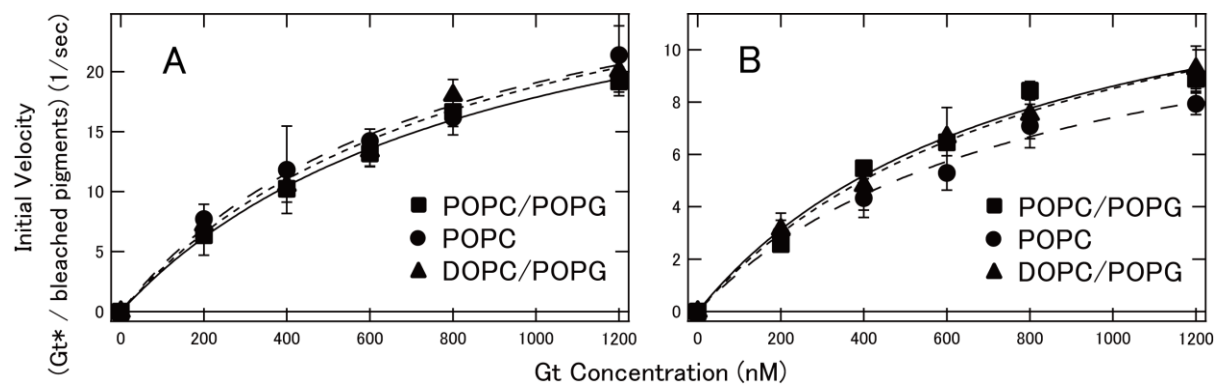 Initial Velocity
(Gt* / bleached pigments) (1/sec)
A
20
15
10
5
0
POPC/POPG
POPC
DOPC/POPG
0 200 400 600 800 1000 1200
B
10
8
6
4
2
0
POPC/POPG
POPC
DOPC/POPG
0 200 400 600 800 1000 1200
Gt Concentration (nM)